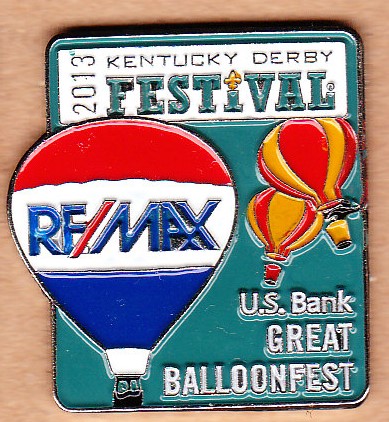 2013
KENTUCKY DERBY
FESTIVAL
RE/MAX
U.S. Bank
GREAT
BALLOONFEST